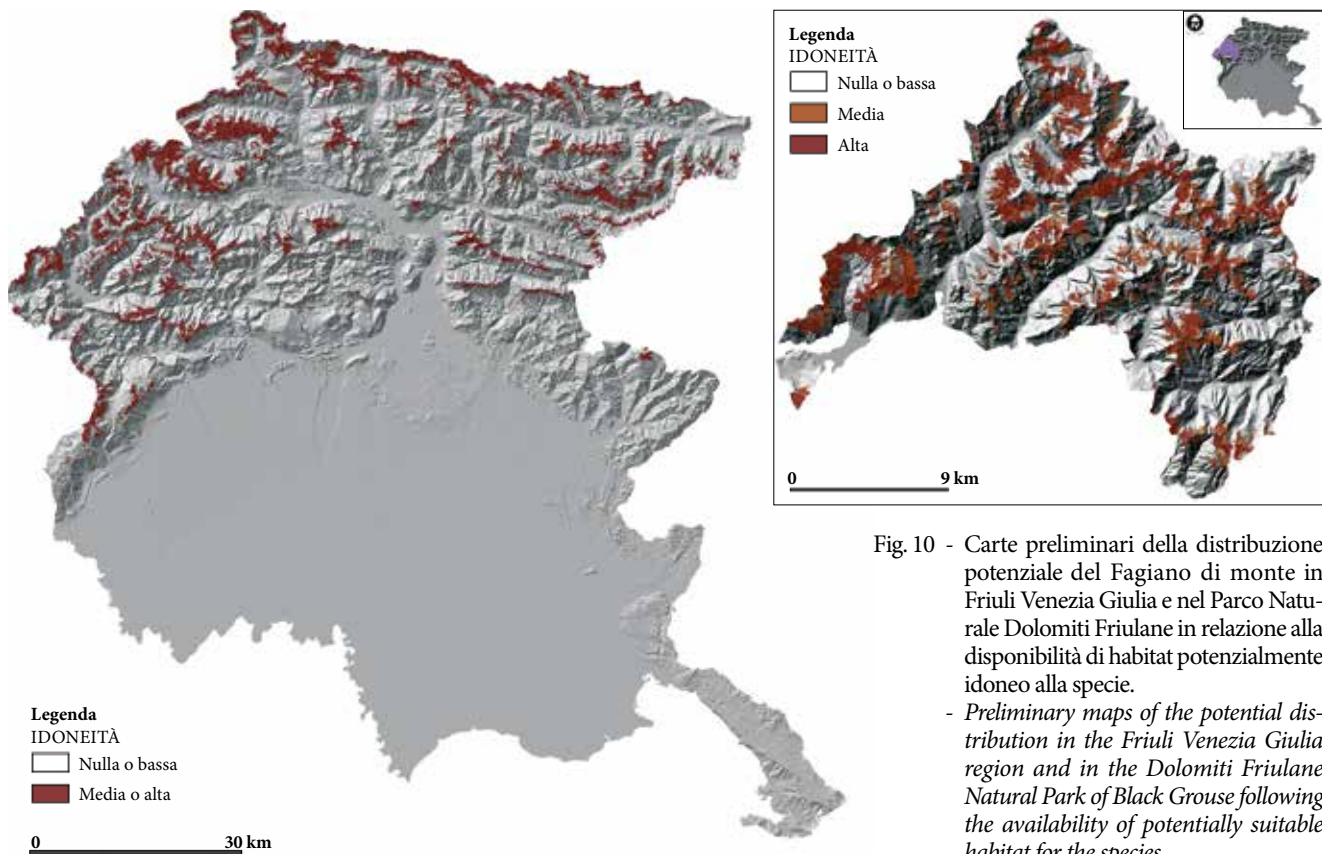 Legenda
IDONEITÀ
Nulla o bassa
Media o alta
0 30 km
Legenda
IDONEITÀ
Nulla o bassa
Media
Alta
0 9 km
Fig. 10 - Carte preliminari della distribuzione
potenziale del Fagiano di monte in
Friuli Venezia Giulia e nel Parco Natu-
rale Dolomiti Friulane in relazione alla
disponibilità di habitat potenzialmente
idoneo alla specie.
- Preliminary maps of the potential dis-
tribution in the Friuli Venezia Giulia
region and in the Dolomiti Friulane
Natural Park of Black Grouse following
the availability of potentially suitable
habitat for the species.